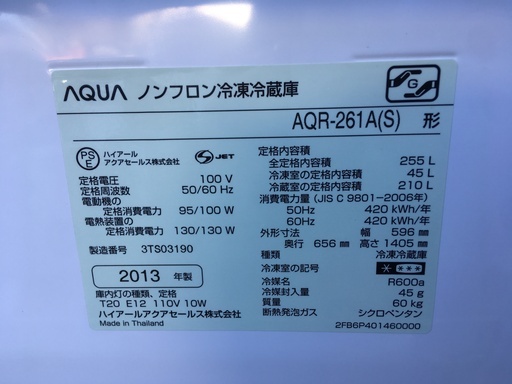 AQUA ノンフロン冷凍冷蔵庫
G
AQR-261A(S) 形
PS E
ハイアール
アクアセールス株式会社
S JET
定格電圧 100 V
定格周波数 50/60 Hz
電動機の
定格消費電力 95/100 W
電熱装置の
定格消費電力 130/130 W
製造番号 3TS03190
2013 年製
庫内灯の種類、定格
T20 E12 110V 10W
ハイアールアクアセールス株式会社
Made in Thailand
定格内容積
全定格内容積 255 L
冷凍室の定格内容積 45 L
冷蔵室の定格内容積 210 L
消費電力量 (JIS C 9801-2006年)
50Hz 420 kWh/年
60Hz 420 kWh/年
外形寸法 幅 596 mm
奥行 656 mm 高さ 1405 mm
種類 冷凍冷蔵庫
冷凍室の記号
冷媒名 R600a
冷媒封入量 45 g
質量 60 kg
断熱発泡ガス シクロペンタン
2FB6P401460000